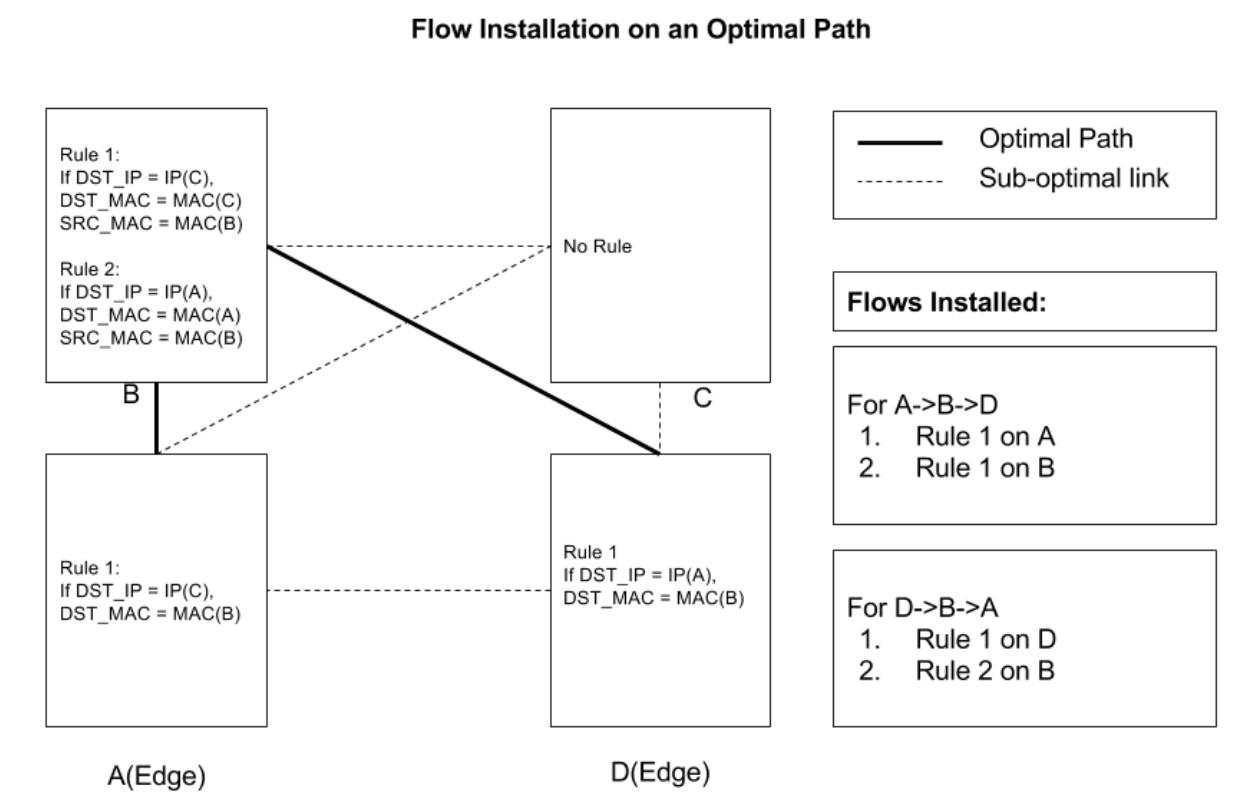 Flow Installation on an Optimal Path
Rule 1:
If DST_IP = IP(C),
DST_MAC = MAC(C)
SRC_MAC = MAC(B)
Rule 2:
If DST_IP = IP(A),
DST_MAC = MAC(A)
SRC_MAC = MAC(B)
B
No Rule
C
Rule 1:
If DST_IP = IP(C),
DST_MAC = MAC(B)
A(Edge)
Rule 1
If DST_IP = IP(A),
DST_MAC = MAC(B)
D(Edge)
Optimal Path
Sub-optimal link
Flows Installed:
For A->B->D
1. Rule 1 on A
2. Rule 1 on B
For D->B->A
1. Rule 1 on D
2. Rule 2 on B